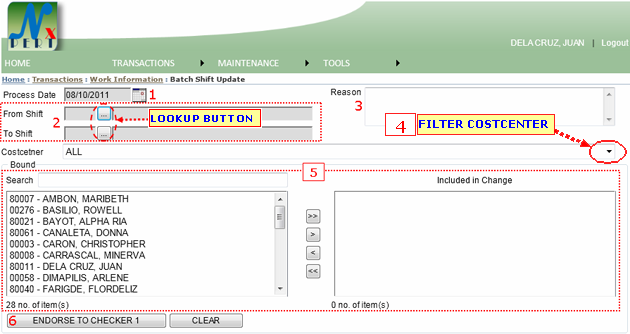 Nx
PERT
DELA CRUZ, JUAN | Logout
HOME TRANSACTIONS MAINTENANCE TOOLS
Home : Transactions : Work Information : Batch Shift Update
Process Date 08/10/2011 1
Reason
3
2
From Shift ...
LOOKUP BUTTON
To Shift ...
4 FILTER COSTCENTER
Costcetner ALL
Bound
5
Search
Included in Change
80007 - AMBON, MARIBETH
00276 - BASILIO, ROWELL
80021 - BAYOT, ALPHA RIA
80061 - CANALETA, DONNA
00003 - CARON, CHRISTOPHER
80008 - CARRASCAL, MINERVA
80011 - DELA CRUZ, JUAN
00058 - DIMAPILIS, ARLENE
80040 - FARIGDE, FLORDELIZ
>>
>
<
<<
28 no. of item(s)
0 no. of item(s)
6 ENDORSE TO CHECKER 1 CLEAR